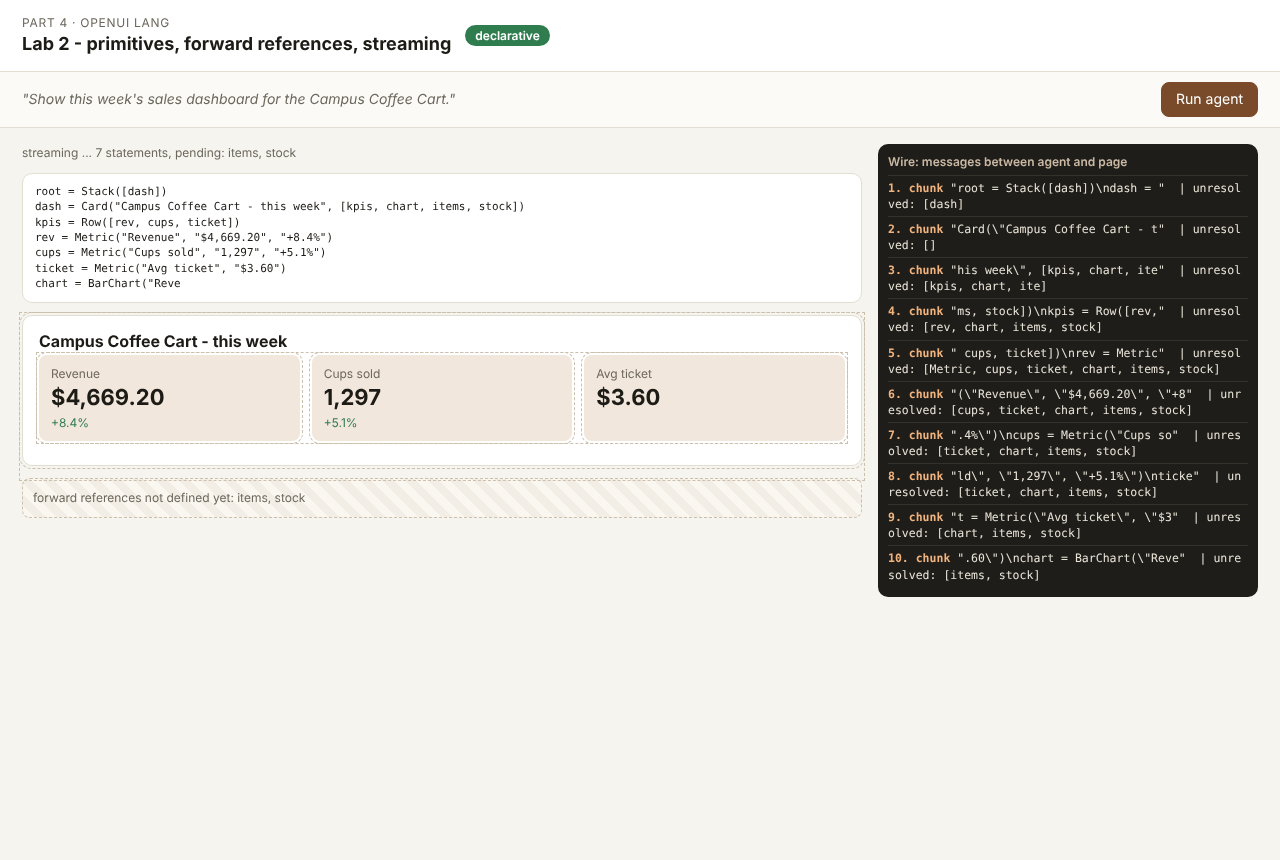 PART 4 · OPENUI LANG
Lab 2 - primitives, forward references, streaming
declarative
"Show this week's sales dashboard for the Campus Coffee Cart."
Run agent
streaming ... 7 statements, pending: items, stock
root = Stack([dash])
dash = Card("Campus Coffee Cart - this week", [kpis, chart, items, stock])
kpis = Row([rev, cups, ticket])
rev = Metric("Revenue", "$4,669.20", "+8.4%")
cups = Metric("Cups sold", "1,297", "+5.1%")
ticket = Metric("Avg ticket", "$3.60")
chart = BarChart("Reve
Campus Coffee Cart - this week
Revenue
$4,669.20
+8.4%
Cups sold
1,297
+5.1%
Avg ticket
$3.60
forward references not defined yet: items, stock
Wire: messages between agent and page
1. chunk "root = Stack([dash])\ndash = "  | unresol
ved: [dash]
2. chunk "Card(\"Campus Coffee Cart - t"  | unresol
ved: []
3. chunk "his week\", [kpis, chart, ite"  | unresol
ved: [kpis, chart, ite]
4. chunk "ms, stock])\nkpis = Row([rev,"  | unresol
ved: [rev, chart, items, stock]
5. chunk " cups, ticket])\nrev = Metric"  | unresol
ved: [Metric, cups, ticket, chart, items, stock]
6. chunk "(\"Revenue\", \"$4,669.20\", \"+8"  | unr
esolved: [cups, ticket, chart, items, stock]
7. chunk ".4%\")\ncups = Metric(\"Cups so"  | unres
olved: [ticket, chart, items, stock]
8. chunk "ld\", \"1,297\", \"+5.1%\")\nticke"  | un
resolved: [ticket, chart, items, stock]
9. chunk "t = Metric(\"Avg ticket\", \"$3"  | unres
olved: [chart, items, stock]
10. chunk ".60\")\nchart = BarChart(\"Reve"  | unre
solved: [items, stock]